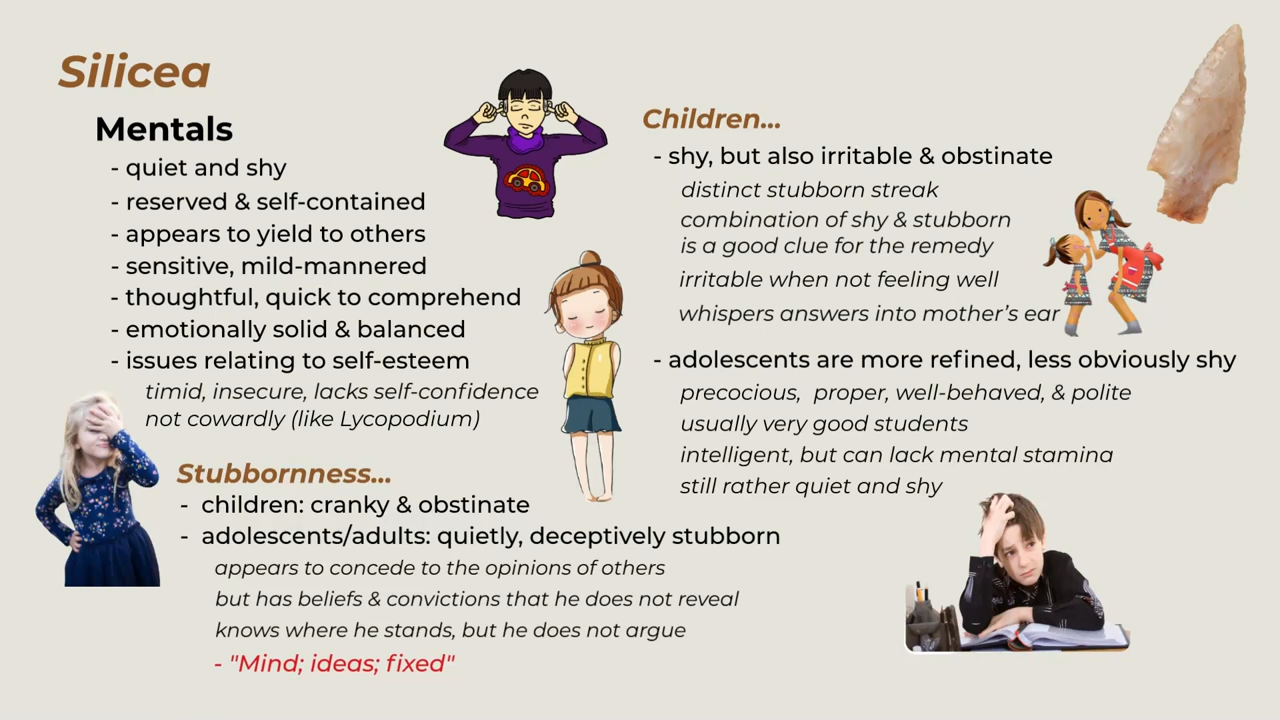 Silicea
Mentals
- quiet and shy
- reserved & self-contained
- appears to yield to others
- sensitive, mild-mannered
- thoughtful, quick to comprehend
- emotionally solid & balanced
- issues relating to self-esteem
timid, insecure, lacks self-confidence
not cowardly (like Lycopodium)
Stubbornness...
- children: cranky & obstinate
- adolescents/adults: quietly, deceptively stubborn
appears to concede to the opinions of others
but has beliefs & convictions that he does not reveal
knows where he stands, but he does not argue
- "Mind; ideas; fixed"
Children...
- shy, but also irritable & obstinate
distinct stubborn streak
combination of shy & stubborn
is a good clue for the remedy
irritable when not feeling well
whispers answers into mother's ear
- adolescents are more refined, less obviously shy
precocious, proper, well-behaved, & polite
usually very good students
intelligent, but can lack mental stamina
still rather quiet and shy